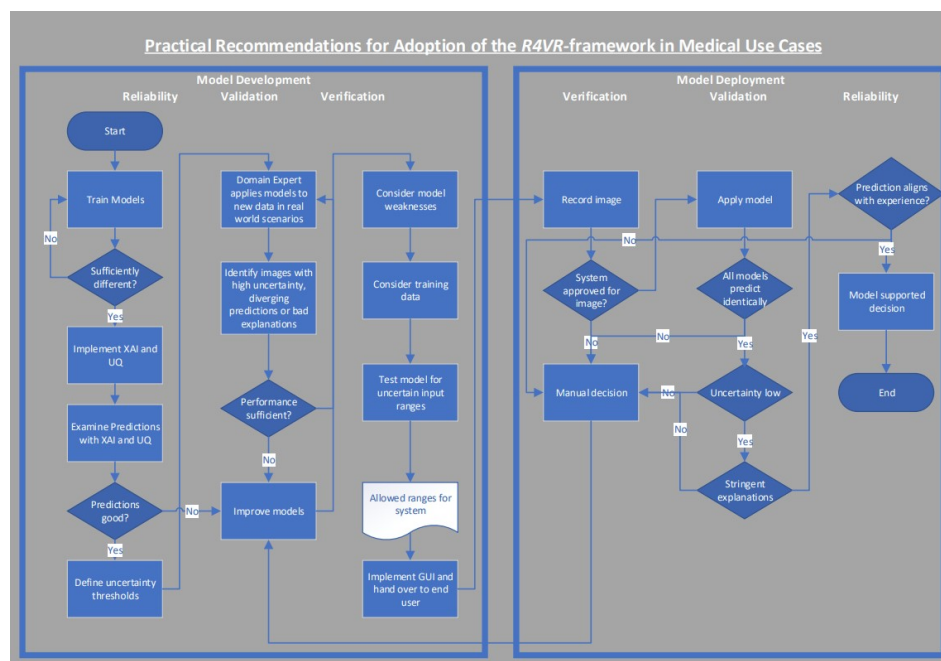 Practical Recommendations for Adoption of the R4VR-framework in Medical Use Cases
Model Development
Reliability
Validation
Verification
Start
Train Models
No
Sufficiently
different?
Yes
Implement XAI and
UQ
Examine Predictions
with XAI and UQ
Predictions
good?
No
Yes
Define uncertainty
thresholds
Domain Expert
applies models to
new data in real
world scenarios
Identify images with
high uncertainty,
diverging
predictions or bad
explanations
Performance
sufficient?
No
Improve models
Consider model
weaknesses
Consider training
data
Test model for
uncertain input
ranges
Allowed ranges for
system
Implement GUI and
hand over to end
user
Model Deployment
Verification
Validation
Reliability
Record image
System
approved for
image?
No
Manual decision
Apply model
No
All models
predict
identically
No
Yes
Uncertainty low
No
No
Yes
Stringent
explanations
Yes
Prediction aligns
with experience?
Yes
Model supported
decision
End